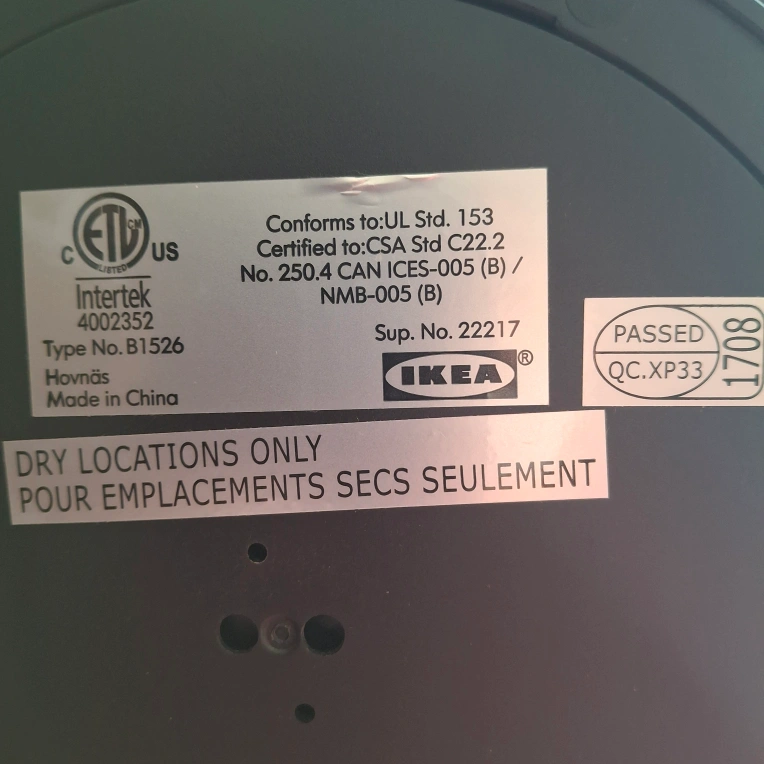 ETL CM
LISTED
C US
Intertek
4002352
Type No. B1526
Hovnäs
Made in China
Conforms to:UL Std. 153
Certified to:CSA Std C22.2
No. 250.4 CAN ICES-005 (B) /
NMB-005 (B)
Sup. No. 22217
IKEA®
PASSED
QC.XP33
1708
DRY LOCATIONS ONLY
POUR EMPLACEMENTS SECS SEULEMENT